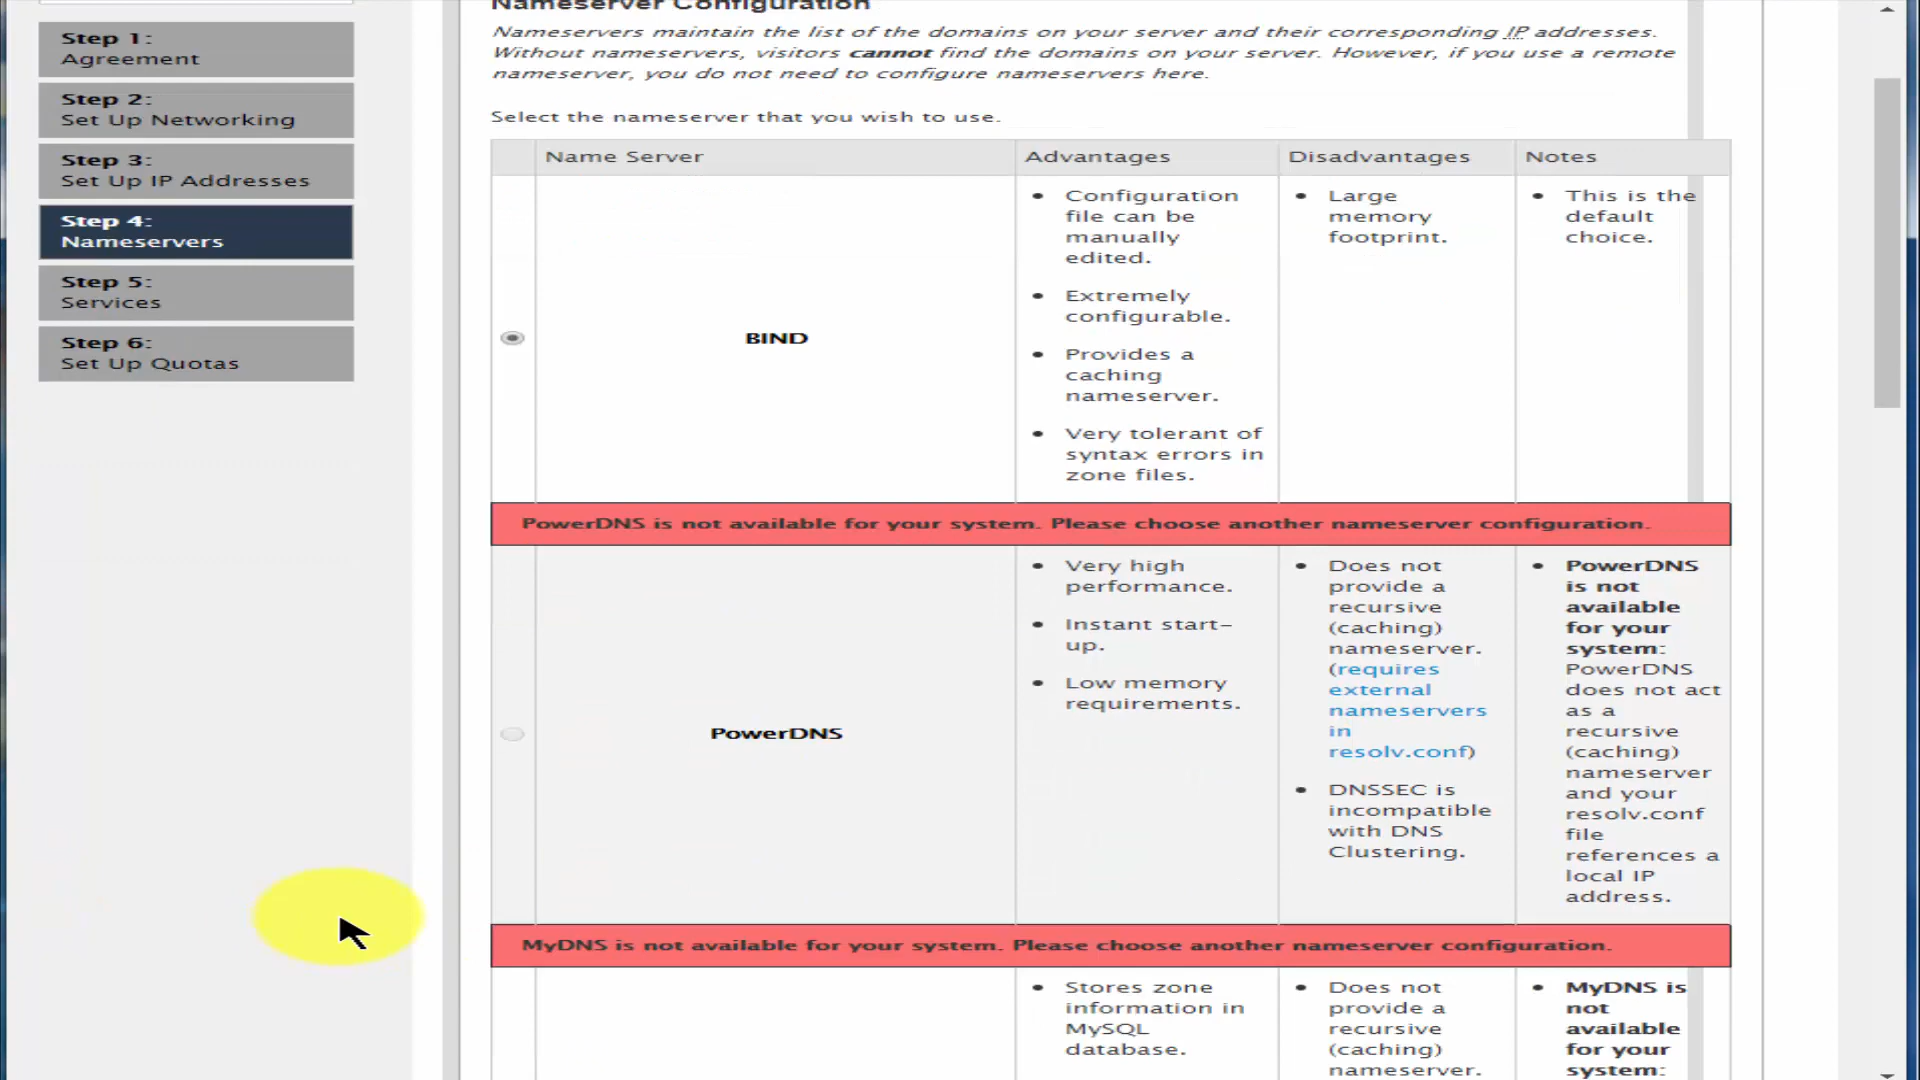 Step 1:
Agreement
Step 2:
Set Up Networking
Step 3:
Set Up IP Addresses
Step 4:
Nameservers
Step 5:
Services
Step 6:
Set Up Quotas
Nameserver Configuration
Nameservers maintain the list of the domains on your server and their corresponding IP addresses.
Without nameservers, visitors cannot find the domains on your server. However, if you use a remote
nameserver, you do not need to configure nameservers here.
Select the nameserver that you wish to use.
Name Server
Advantages
Disadvantages
Notes
BIND
Configuration
file can be
manually
edited.
Extremely
configurable.
Provides a
caching
nameserver.
Very tolerant of
syntax errors in
zone files.
Large
memory
footprint.
This is the
default
choice.
PowerDNS is not available for your system. Please choose another nameserver configuration.
PowerDNS
Very high
performance.
Instant start-
up.
Low memory
requirements.
Does not
provide a
recursive
(caching)
nameserver.
(requires
external
nameservers
in
resolv.conf)
DNSSEC is
incompatible
with DNS
Clustering.
PowerDNS
is not
available
for your
system:
PowerDNS
does not act
as a
recursive
(caching)
nameserver
and your
resolv.conf
file
references a
local IP
address.
MyDNS is not available for your system. Please choose another nameserver configuration.
Stores zone
information in
MySQL
database.
Does not
provide a
recursive
(caching)
nameserver.
MyDNS is
not
available
for your
system: